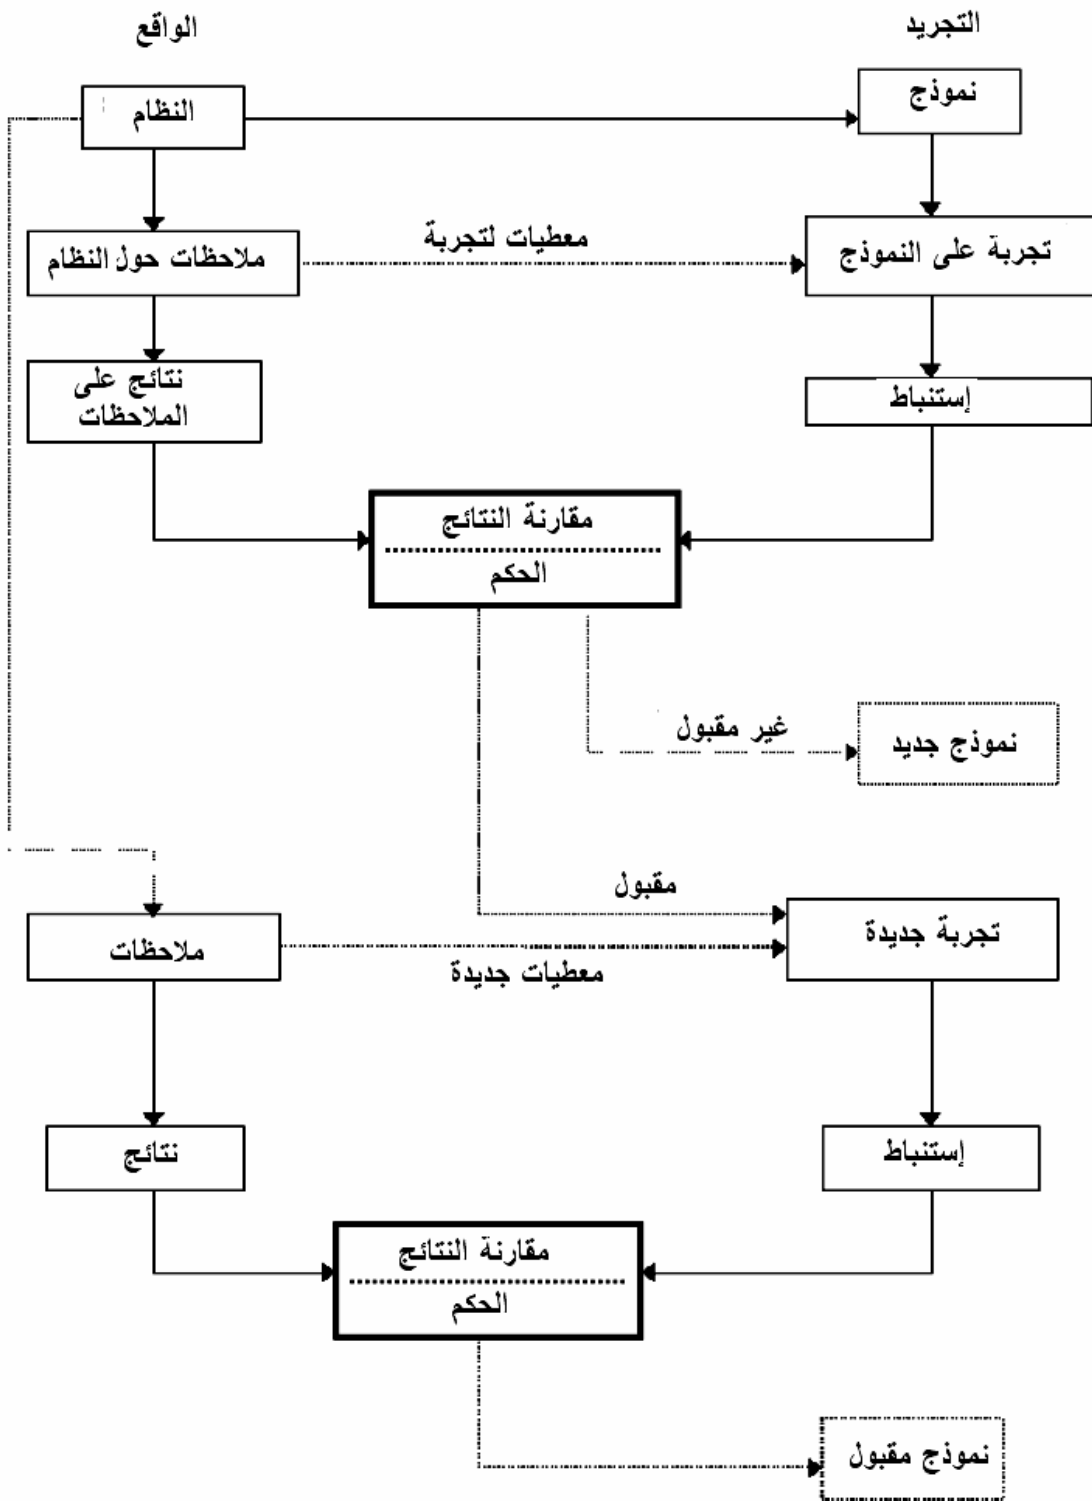 التجريد
الواقع
نموذج
النظام
معطيات لتجربة
تجربة على النموذج
ملاحظات حول النظام
نتائج على
الملاحظات
إستنباط
مقارنة النتائج
الحكم
غير مقبول
نموذج جديد
مقبول
تجربة جديدة
ملاحظات
معطيات جديدة
إستنباط
نتائج
مقارنة النتائج
الحكم
نموذج مقبول